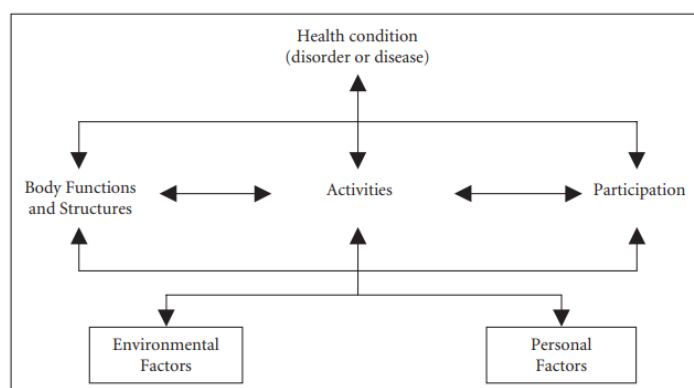 Health condition
(disorder or disease)
Body Functions
and Structures
Activities
Participation
Environmental
Factors
Personal
Factors